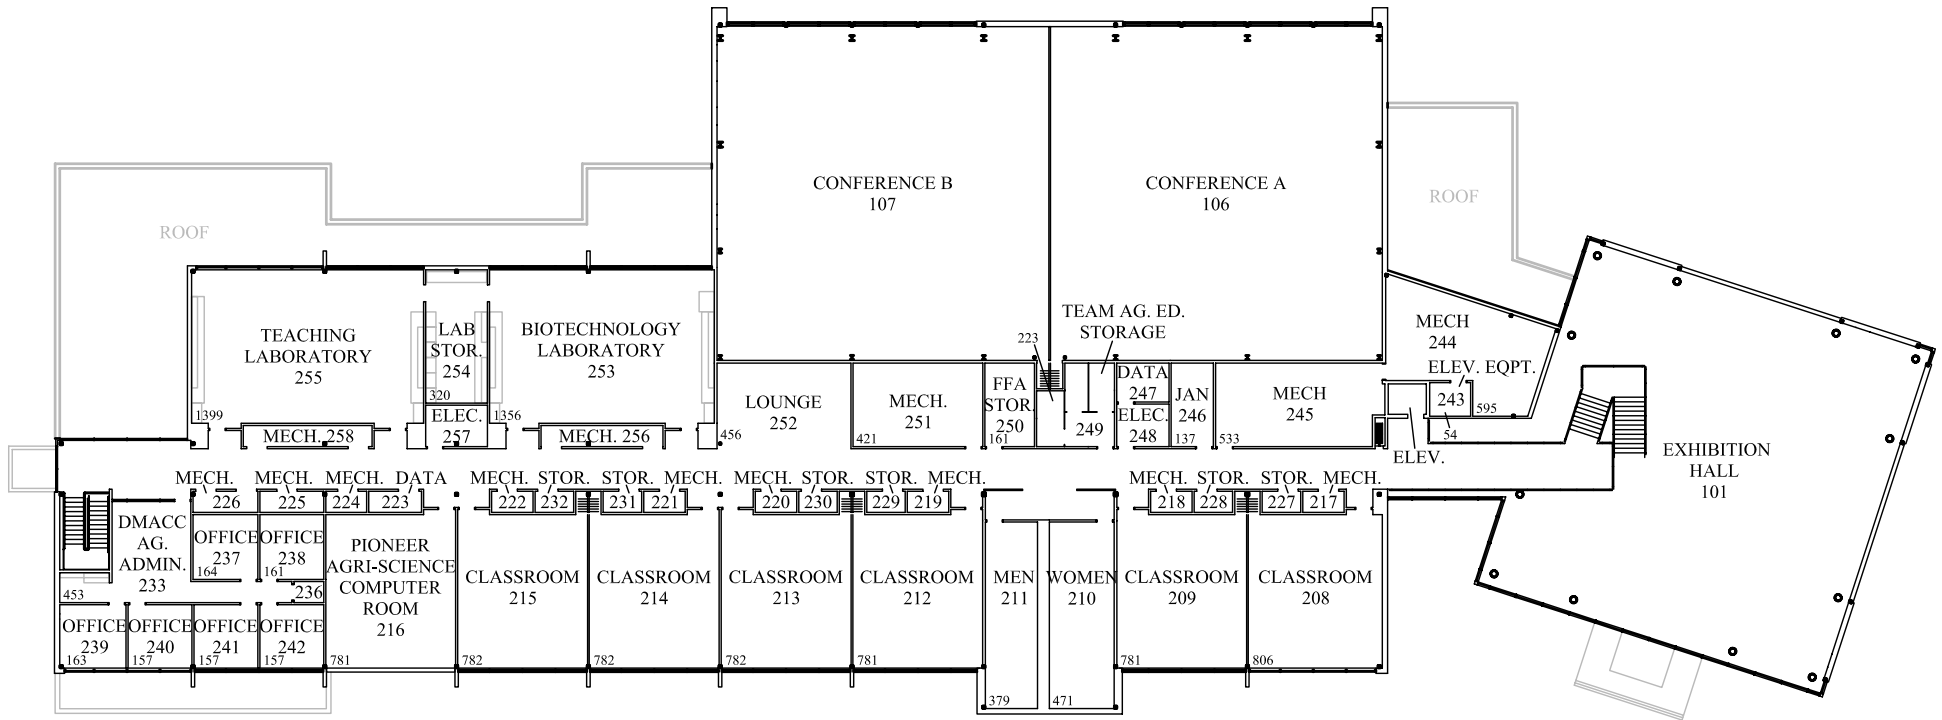 CONFERENCE B
107
CONFERENCE A
106
ROOF
ROOF
TEAM AG. ED.
STORAGE
223
TEACHING
LABORATORY
255
1399
LAB
STOR.
254
320
BIOTECHNOLOGY
LABORATORY
253
1356
ELEC.
257
MECH. 258
MECH. 256
LOUNGE
252
456
MECH.
251
421
FFA
STOR.
250
161
249
DATA
247
ELEC.
248
JAN
246
137
MECH
245
533
MECH
244
ELEV. EQPT.
243
595
54
ELEV.
EXHIBITION
HALL
101
MECH.
226
MECH.
225
MECH.
224
DATA
223
MECH.
222
STOR.
232
STOR.
231
MECH.
221
MECH.
220
STOR.
230
STOR.
229
MECH.
219
MECH.
218
STOR.
228
STOR.
227
MECH.
217
DMACC
AG.
ADMIN.
233
453
OFFICE
237
164
OFFICE
238
161
236
OFFICE
239
163
OFFICE
240
157
OFFICE
241
157
OFFICE
242
157
PIONEER
AGRI-SCIENCE
COMPUTER
ROOM
216
781
CLASSROOM
215
782
CLASSROOM
214
782
CLASSROOM
213
782
CLASSROOM
212
781
MEN
211
379
WOMEN
210
471
CLASSROOM
209
781
CLASSROOM
208
806